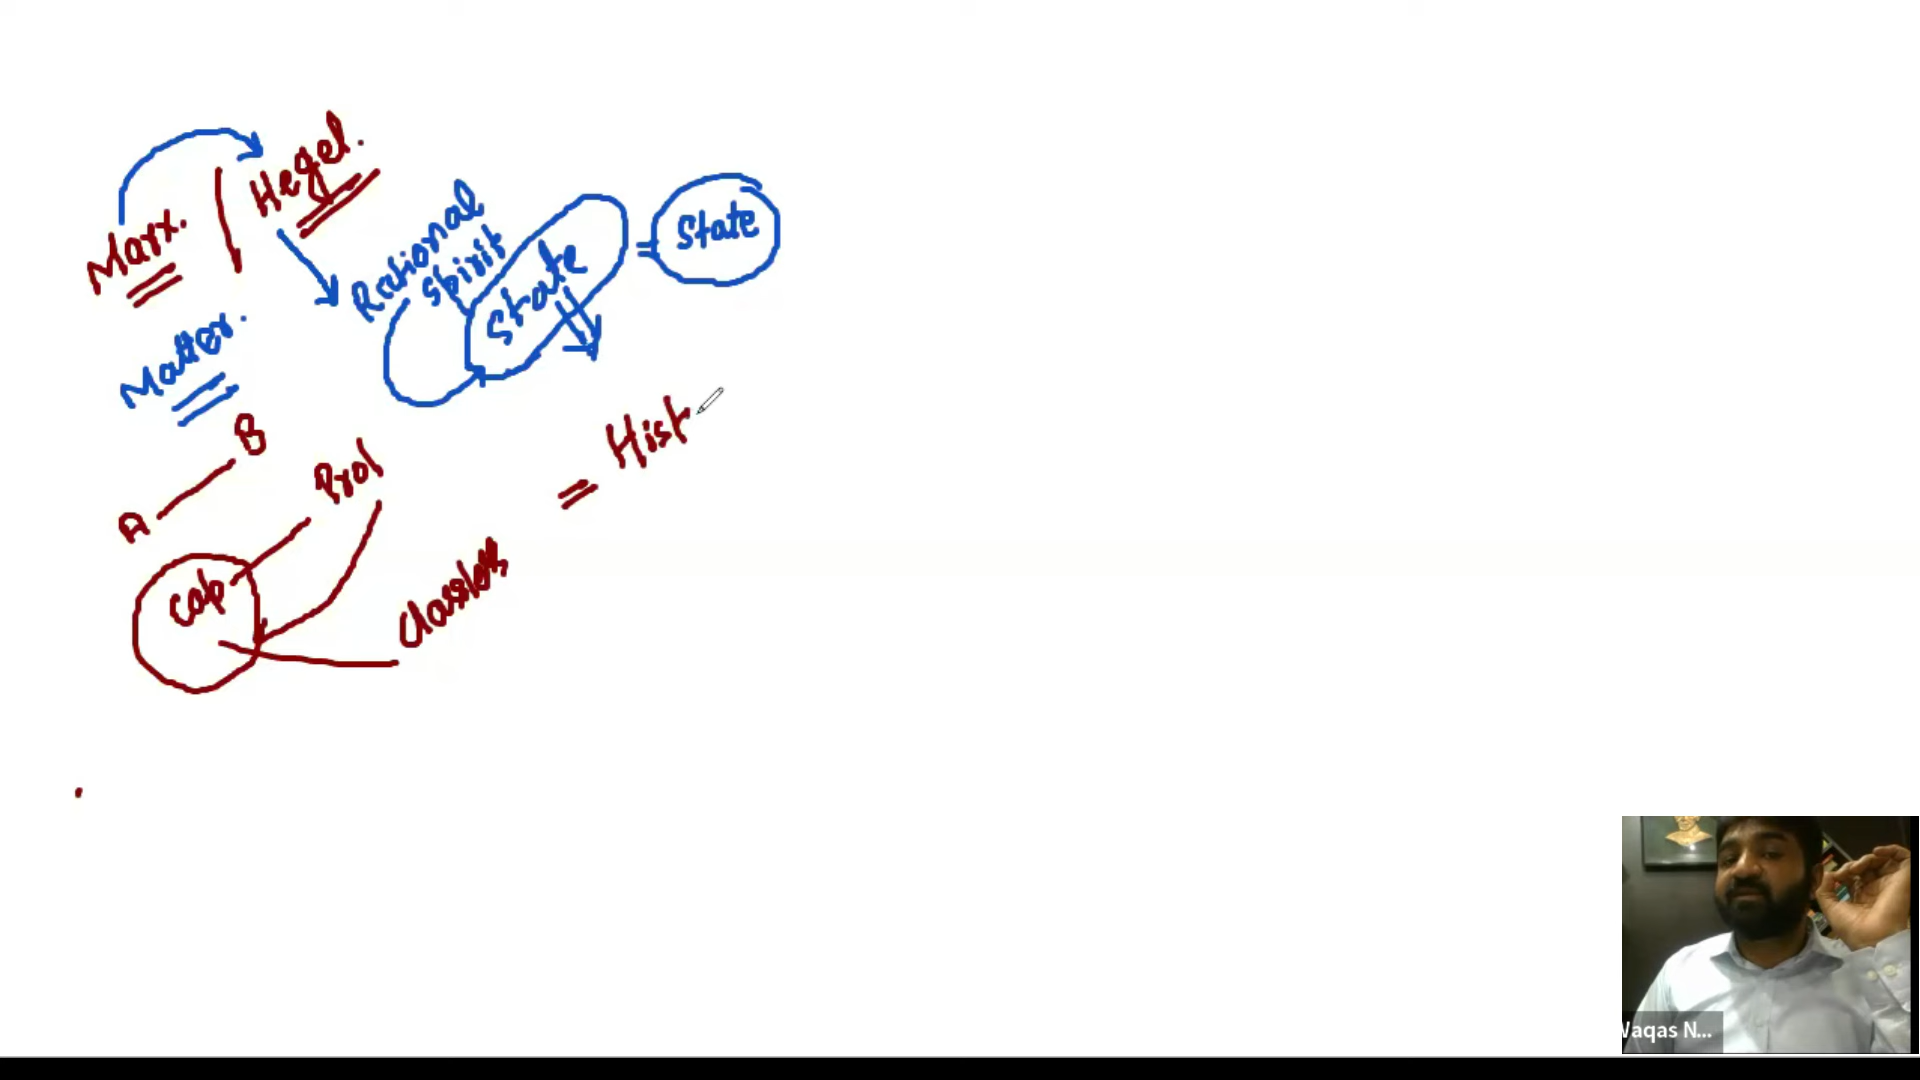 Marx.
Hegel.
Rational
Spirit
State
= State
Matter.
A
B
Cap
Prol
Classless
= Hist
Waqas N...